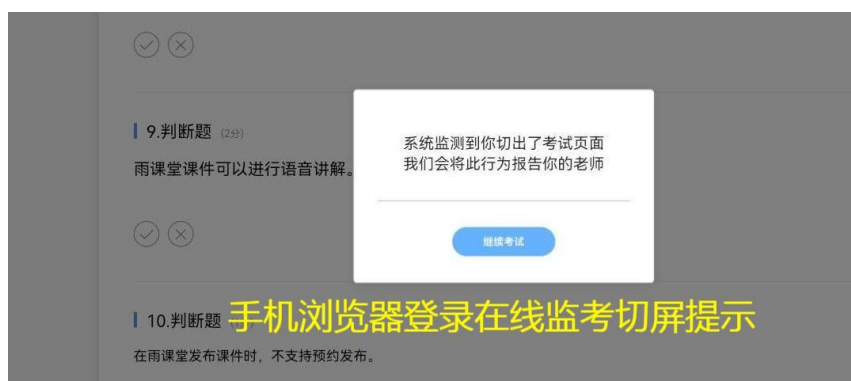 9.判断题 (2分)
雨课堂课件可以进行语音讲解。
系统监测到你切出了考试页面
我们会将此行为报告你的老师
继续考试
10.判断题
手机浏览器登录在线监考切屏提示
在雨课堂发布课件时，不支持预约发布。